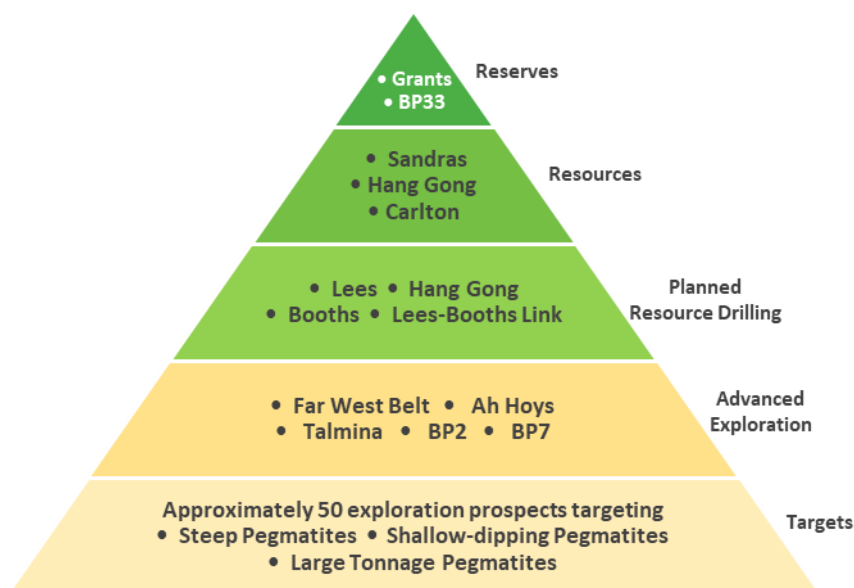 • Grants
• BP33
Reserves
• Sandras
• Hang Gong
• Carlton
Resources
• Lees • Hang Gong
• Booths • Lees-Booths Link
Planned
Resource Drilling
• Far West Belt • Ah Hoys
• Talmina • BP2 • BP7
Advanced
Exploration
Approximately 50 exploration prospects targeting
• Steep Pegmatites • Shallow-dipping Pegmatites
• Large Tonnage Pegmatites
Targets